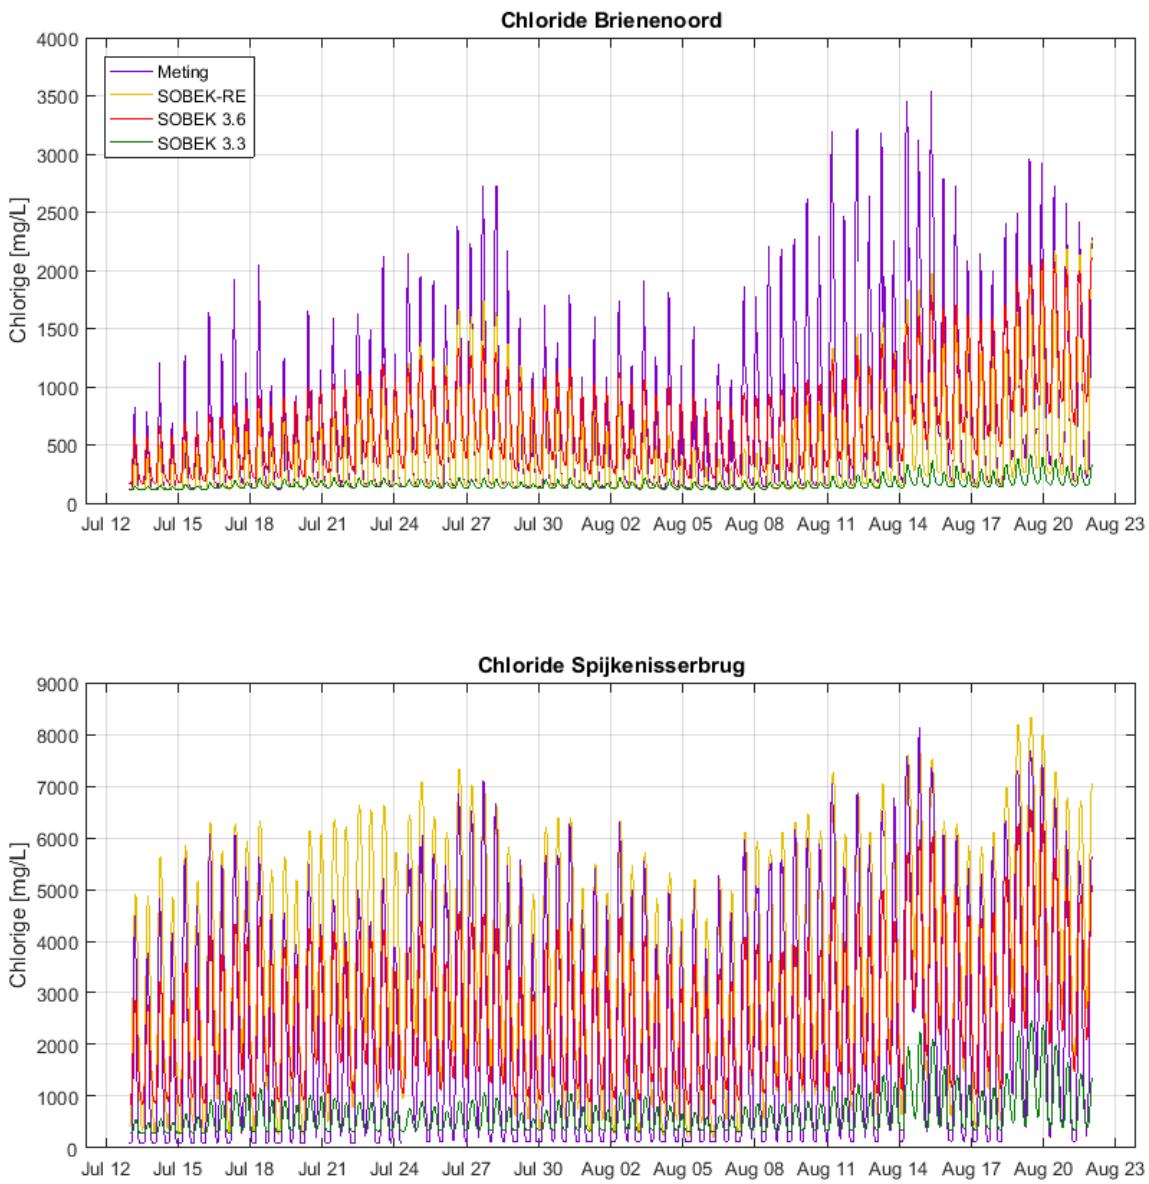 Chloride Brienenoord
4000
3500
3000
2500
2000
1500
1000
500
0
Chlorige [mg/L]
Meting
SOBEK-RE
SOBEK 3.6
SOBEK 3.3
Jul 12 Jul 15 Jul 18 Jul 21 Jul 24 Jul 27 Jul 30 Aug 02 Aug 05 Aug 08 Aug 11 Aug 14 Aug 17 Aug 20 Aug 23
Chloride Spijkenisserbrug
9000
8000
7000
6000
5000
4000
3000
2000
1000
0
Chlorige [mg/L]
Jul 12 Jul 15 Jul 18 Jul 21 Jul 24 Jul 27 Jul 30 Aug 02 Aug 05 Aug 08 Aug 11 Aug 14 Aug 17 Aug 20 Aug 23